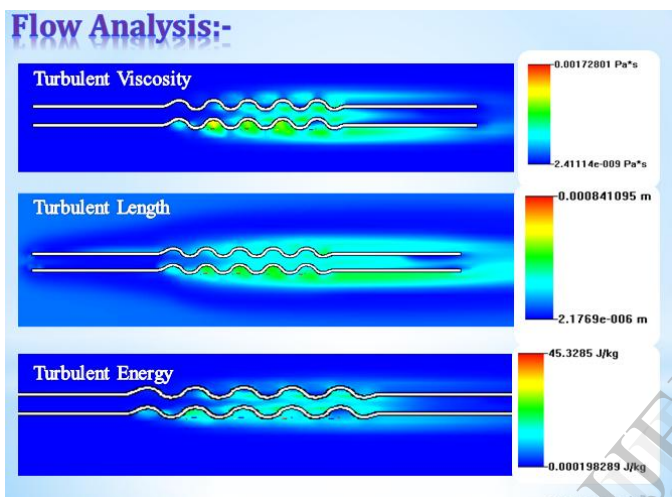 Flow Analysis:-
Turbulent Viscosity
0.00172801 Pa*s
2.41114e-009 Pa*s
Turbulent Length
0.000841095 m
2.1769e-006 m
Turbulent Energy
45.3285 J/kg
0.000198289 J/kg